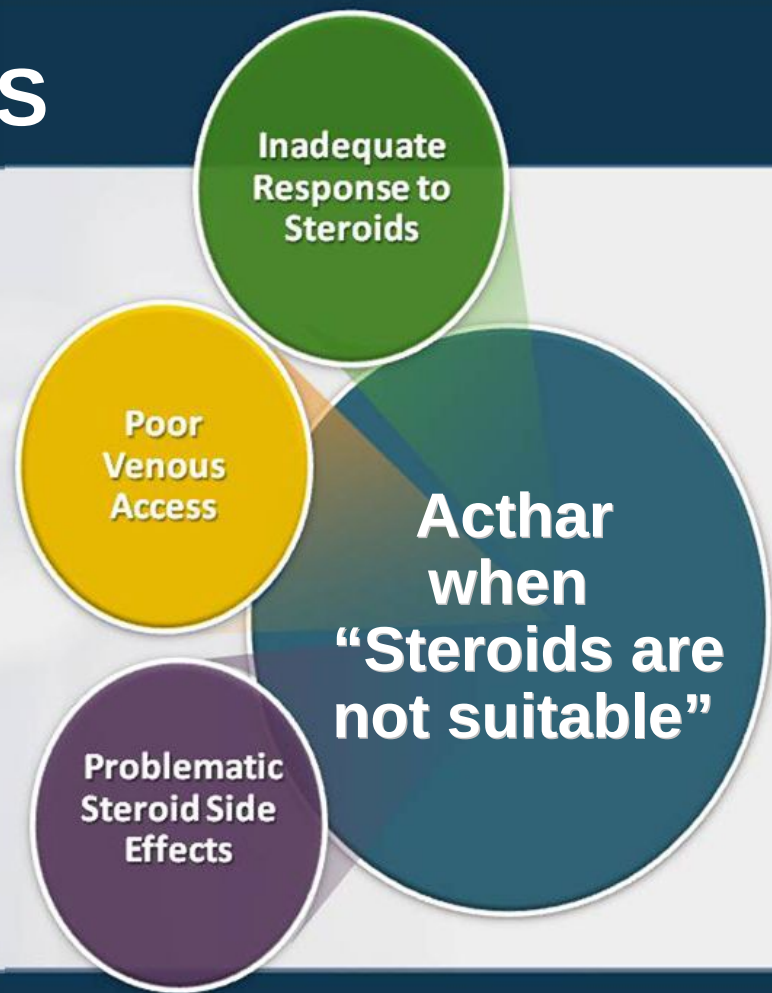 s
Inadequate
Response to
Steroids
Poor
Venous
Access
Acthar
when
“Steroids are
not suitable”
Problematic
Steroid Side
Effects